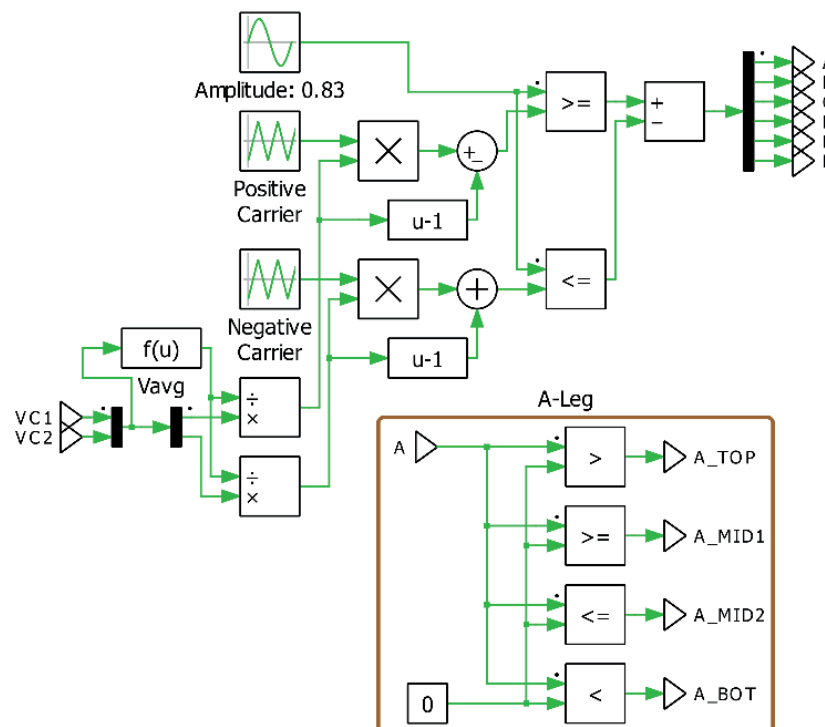 Amplitude: 0.83
Positive
Carrier
Negative
Carrier
× 
+-
u-1
>=
+
-
×
+
u-1
<=
f(u)
Vavg
VC1
VC2
÷
×
÷
×
A-Leg
A
>
A_TOP
>=
A_MID1
<=
A_MID2
0
<
A_BOT